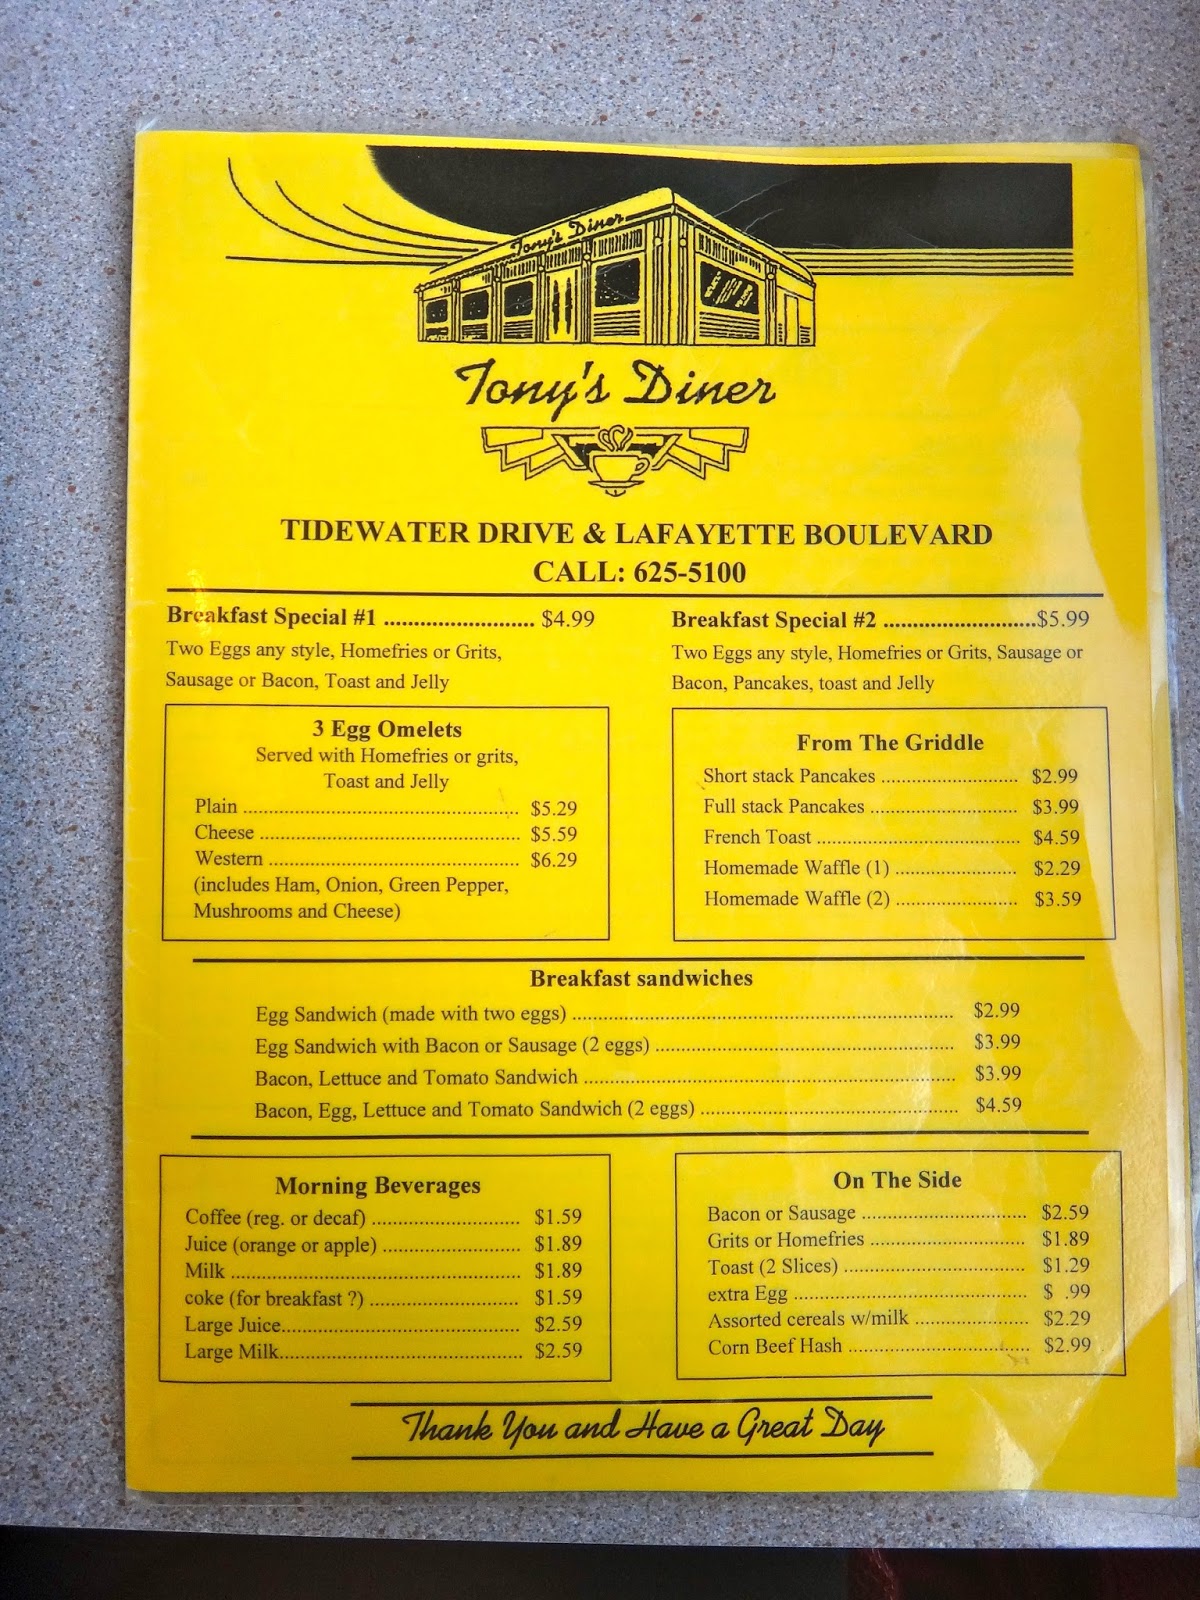 Tony's Diner
Tony's Diner
TIDEWATER DRIVE & LAFAYETTE BOULEVARD
CALL: 625-5100
Breakfast Special #1 .......................... $4.99
Two Eggs any style, Homefries or Grits,
Sausage or Bacon, Toast and Jelly
Breakfast Special #2 ..........................$5.99
Two Eggs any style, Homefries or Grits, Sausage or
Bacon, Pancakes, toast and Jelly
3 Egg Omelets
Served with Homefries or grits,
Toast and Jelly
Plain .................................................... $5.29
Cheese ................................................. $5.59
Western ............................................... $6.29
(includes Ham, Onion, Green Pepper,
Mushrooms and Cheese)
From The Griddle
Short stack Pancakes .......................... $2.99
Full stack Pancakes ............................ $3.99
French Toast ...................................... $4.59
Homemade Waffle (1) ....................... $2.29
Homemade Waffle (2) ....................... $3.59
Breakfast sandwiches
Egg Sandwich (made with two eggs) ........................................................................ $2.99
Egg Sandwich with Bacon or Sausage (2 eggs) ......................................................... $3.99
Bacon, Lettuce and Tomato Sandwich ...................................................................... $3.99
Bacon, Egg, Lettuce and Tomato Sandwich (2 eggs) ................................................. $4.59
Morning Beverages
Coffee (reg. or decaf) ............................ $1.59
Juice (orange or apple) .......................... $1.89
Milk ....................................................... $1.89
coke (for breakfast ?) ............................ $1.59
Large Juice............................................. $2.59
Large Milk.............................................. $2.59
On The Side
Bacon or Sausage ............................... $2.59
Grits or Homefries ............................. $1.89
Toast (2 Slices) .................................. $1.29
extra Egg ................................................. $ .99
Assorted cereals w/milk ...................... $2.29
Corn Beef Hash .................................. $2.99
Thank You and Have a Great Day